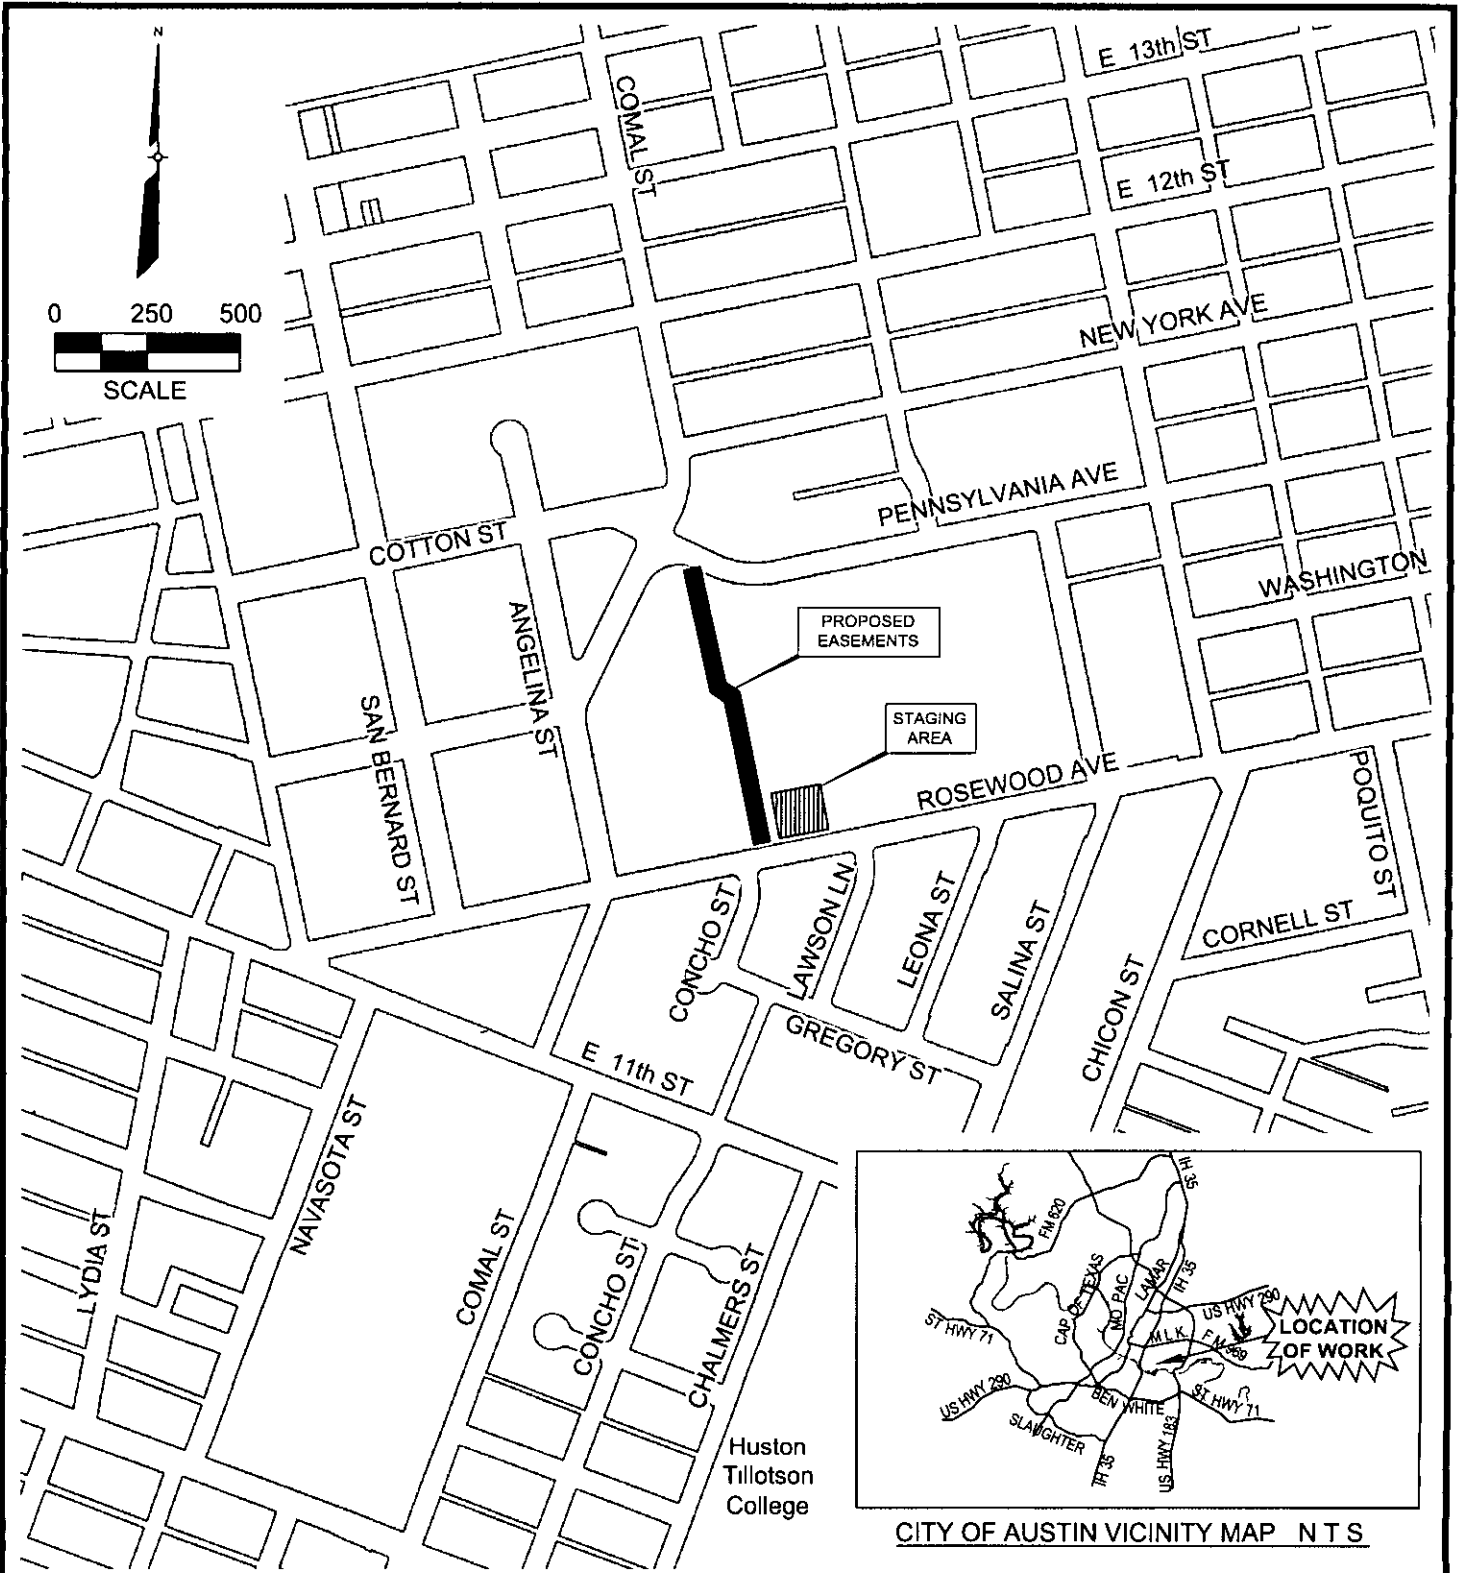 N
E 13th ST
COMAL ST
E 12th ST
0 250 500
SCALE
NEW YORK AVE
PENNSYLVANIA AVE
COTTON ST
WASHINGTON
ANGELINA ST
PROPOSED
EASEMENTS
SAN BERNARD ST
STAGING
AREA
ROSEWOOD AVE
POQUITO ST
CONCHO ST
LAWSON LN
LEONA ST
SALINA ST
CORNELL ST
CHICON ST
GREGORY ST
E 11th ST
NAVASOTA ST
LYDIA ST
COMAL ST
CONCHO ST
CHALMERS ST
Huston
Tillotson
College
IH 35
FM 620
CAP OF TEXAS
MO PAC
LAMAR
IH 35
US HWY 290
ST HWY 71
M L K
F M 969
LOCATION
OF WORK
US HWY 290
BEN WHITE
ST HWY 71
SLAUGHTER
IH 35
US HWY 183
CITY OF AUSTIN VICINITY MAP N T S